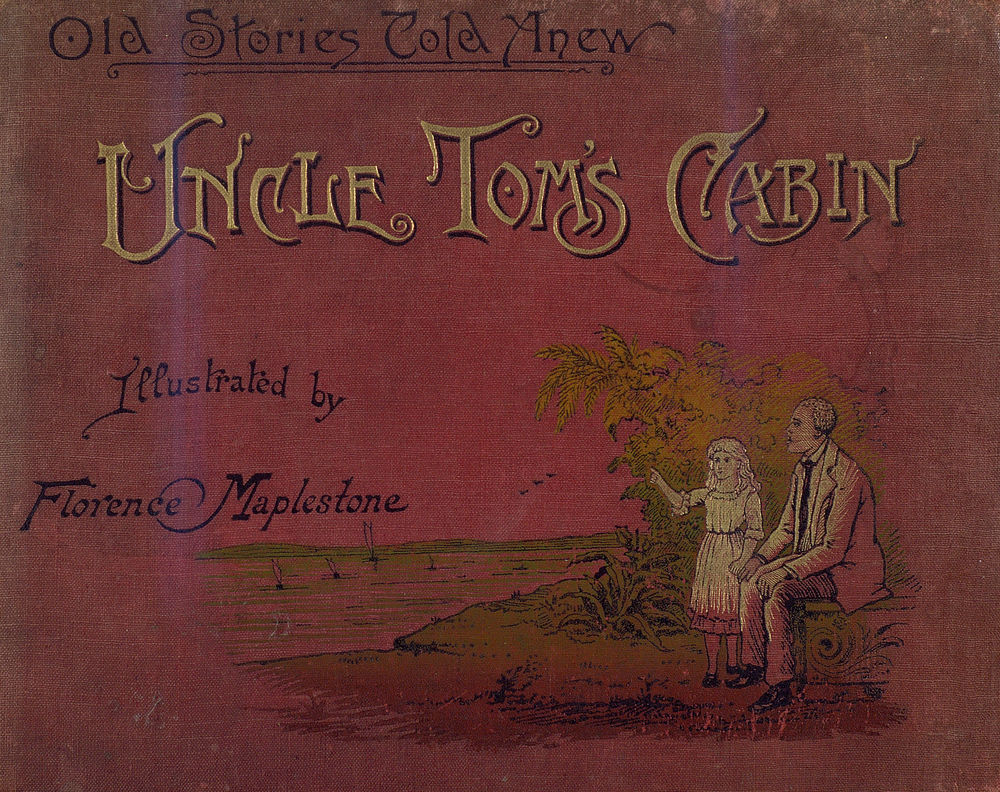 Old Stories Told Anew
UNCLE TOM'S CABIN
Illustrated by
Florence Maplestone